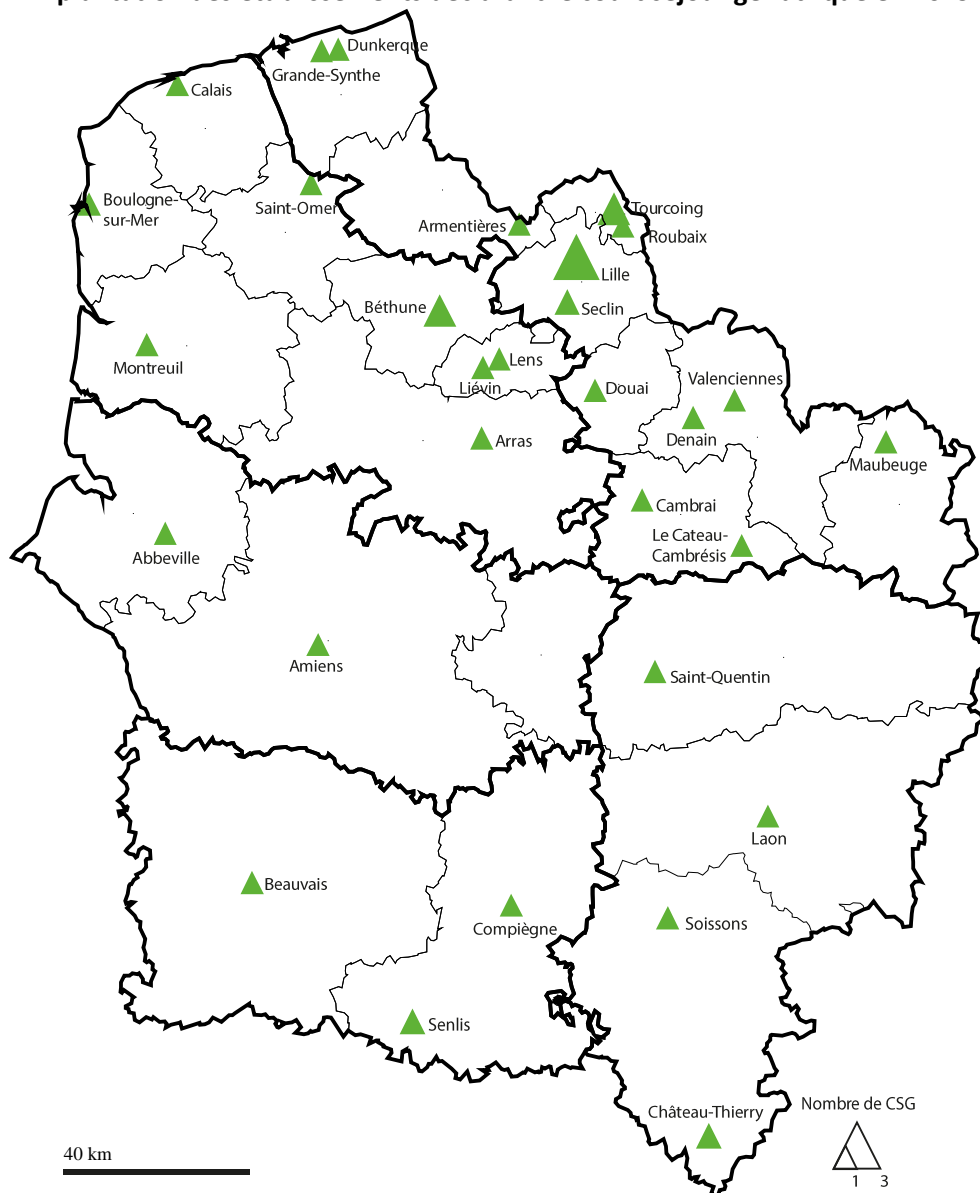 Dunkerque
Grande-Synthe
Calais
Boulogne-
sur-Mer
Saint-Omer
Armentières
Tourcoing
Roubaix
Lille
Béthune
Seclin
Montreuil
Lens
Liévin
Douai
Valenciennes
Denain
Arras
Maubeuge
Cambrai
Le Cateau-
Cambrésis
Abbeville
Amiens
Saint-Quentin
Laon
Beauvais
Compiègne
Soissons
Senlis
Château-Thierry
Nombre de CSG
1 3
40 km